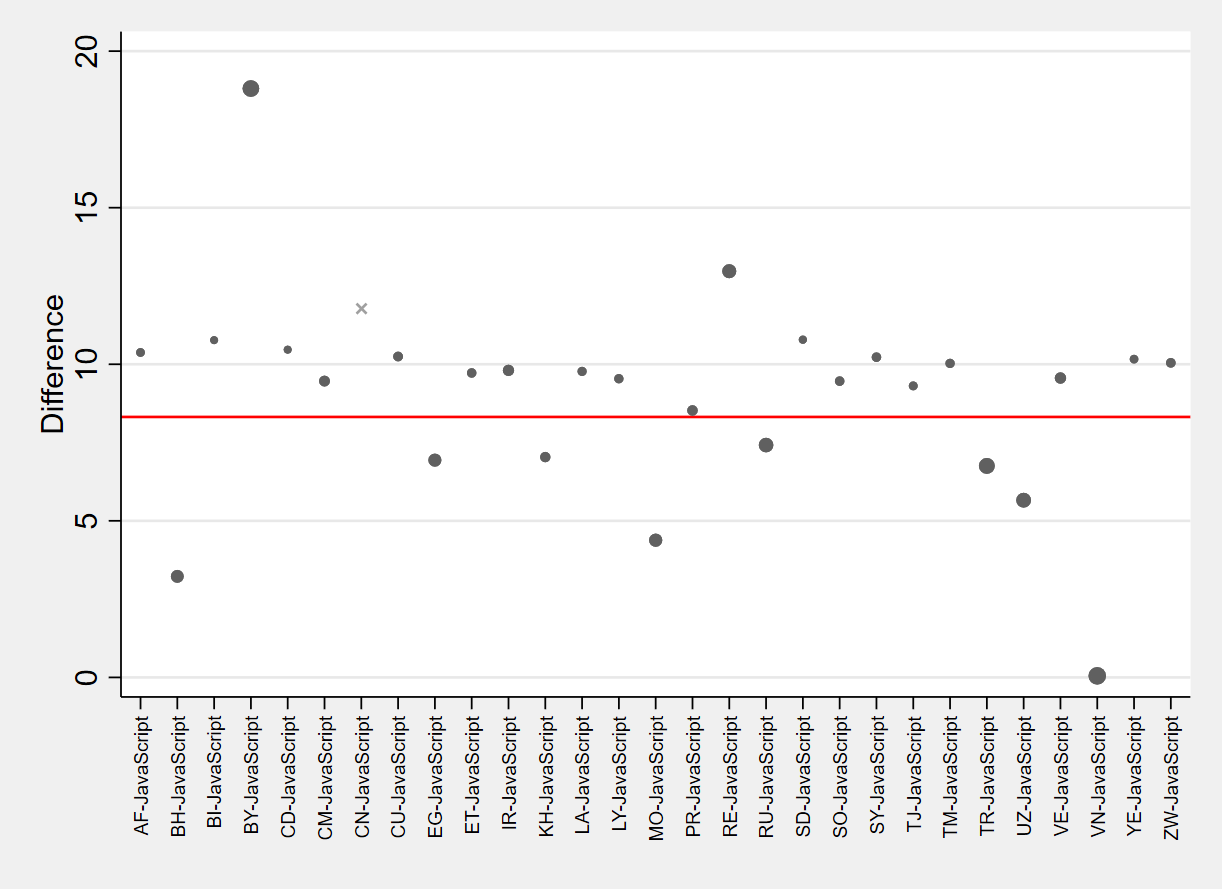 20
15
10
5
0
Difference
AF-JavaScript
BH-JavaScript
BI-JavaScript
BY-JavaScript
CD-JavaScript
CM-JavaScript
CN-JavaScript
CU-JavaScript
EG-JavaScript
ET-JavaScript
IR-JavaScript
KH-JavaScript
LA-JavaScript
LY-JavaScript
MO-JavaScript
PR-JavaScript
RE-JavaScript
RU-JavaScript
SD-JavaScript
SO-JavaScript
SY-JavaScript
TJ-JavaScript
TM-JavaScript
TR-JavaScript
UZ-JavaScript
VE-JavaScript
VN-JavaScript
YE-JavaScript
ZW-JavaScript